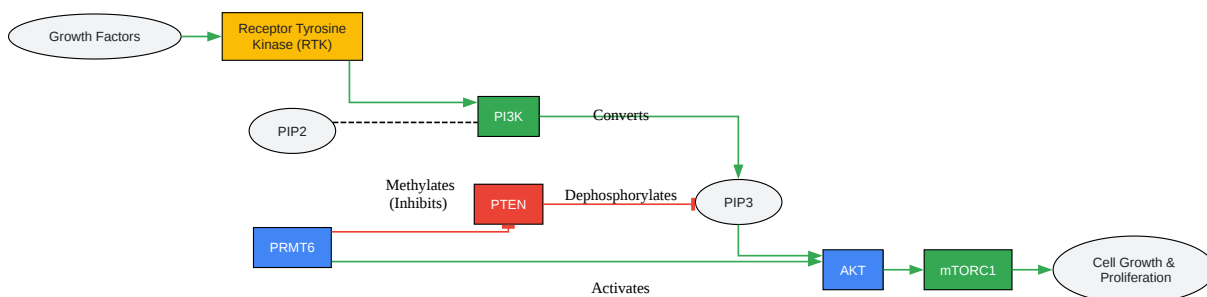 Growth Factors
Receptor Tyrosine
Kinase (RTK)
PI3K
Converts
PIP2
Methylates
(Inhibits)
PTEN
Dephosphorylates
PIP3
PRMT6
AKT
mTORC1
Cell Growth &
Proliferation
Activates